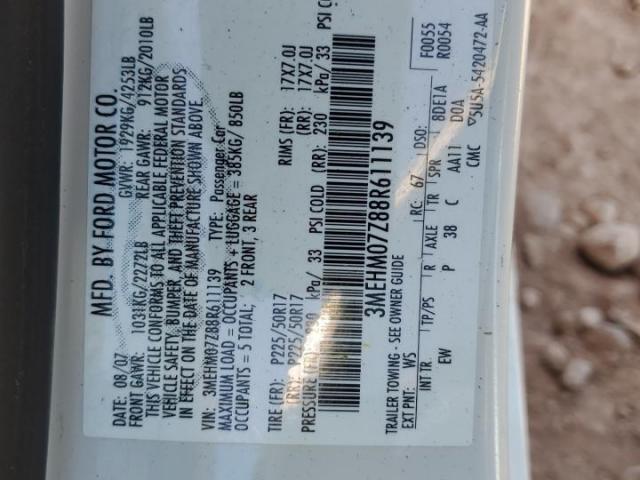 MFD. BY FORD MOTOR CO.
DATE: 08/07 GVWR: 1929KG/4253LB
FRONT GAWR: 1031KG/2272LB REAR GAWR: 912KG/2010LB
THIS VEHICLE CONFORMS TO ALL APPLICABLE FEDERAL MOTOR
VEHICLE SAFETY, BUMPER, AND THEFT PREVENTION STANDARDS
IN EFFECT ON THE DATE OF MANUFACTURE SHOWN ABOVE.
VIN: 3MEHM07Z88R611139 TYPE: Passenger Car
MAXIMUM LOAD = OCCUPANTS + LUGGAGE = 385KG/ 850LB
OCCUPANTS = 5 TOTAL; 2 FRONT, 3 REAR
TIRE (FR): P225/50R17 RIMS (FR): 17X7.0J
(RR): P225/50R17 (RR): 17X7.0J
PRESSURE (FR): 230 kPa/ 33 PSI COLD (RR): 230 kPa/ 33 PSI CO
3MEHM07Z88R611139
F0055
R0054
TRAILER TOWING - SEE OWNER GUIDE
EXT PNT: WS RC: 67 DSO:
INT TR: TP/PS R AXLE TR SPR 8DE1A
EW P 38 C AA11 D0A
CMC 5U5A-5420472-AA